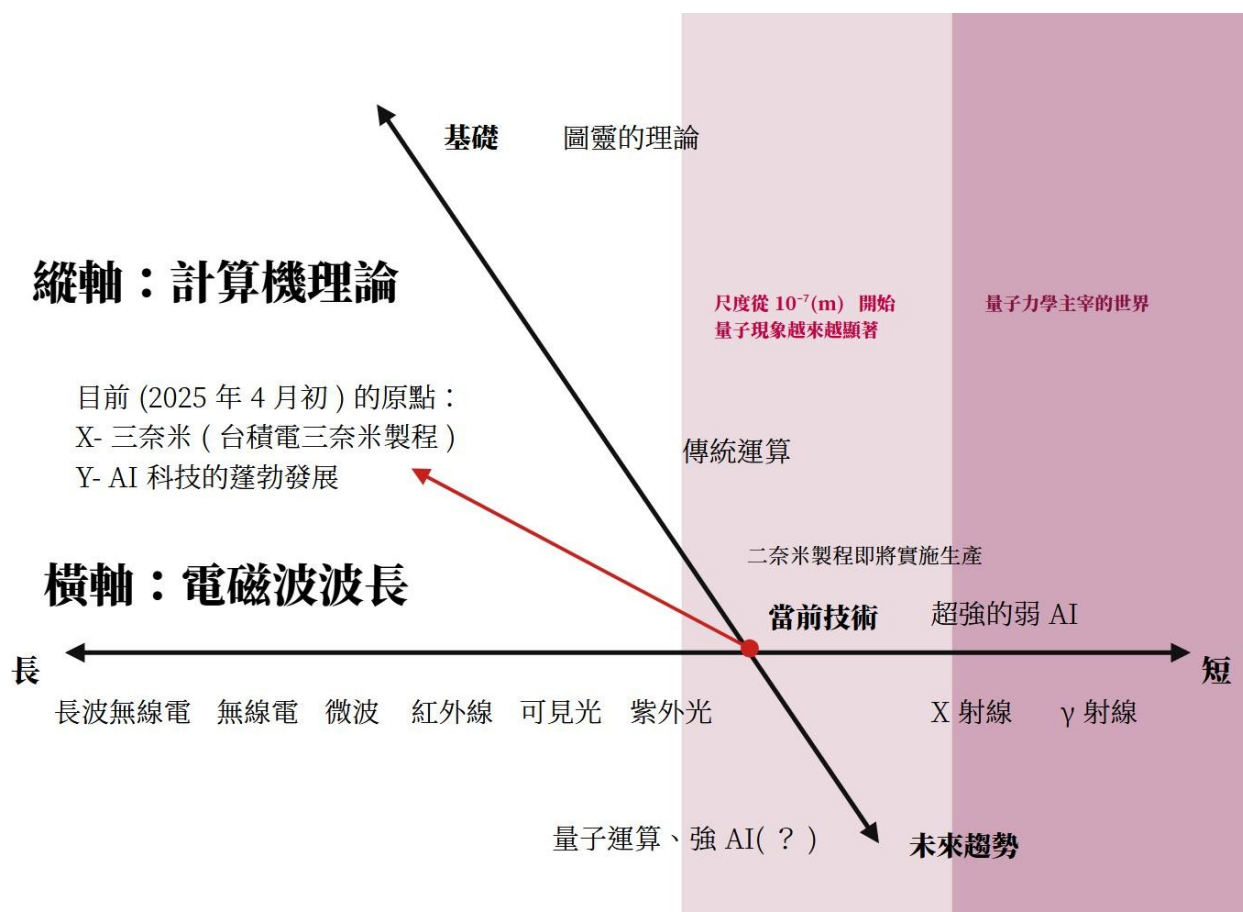 基礎 圖靈的理論
縱軸：計算機理論
尺度從 10⁻⁷(m) 開始
量子現象越來越顯著
量子力學主宰的世界
目前 (2025 年 4 月初 ) 的原點：
X- 三奈米 ( 台積電三奈米製程 )
Y- AI 科技的蓬勃發展
傳統運算
二奈米製程即將實施生產
橫軸：電磁波波長
當前技術 超強的弱 AI
長 短
長波無線電 無線電 微波 紅外線 可見光 紫外光 X 射線 γ 射線
量子運算、強 AI( ？ ) 未來趨勢